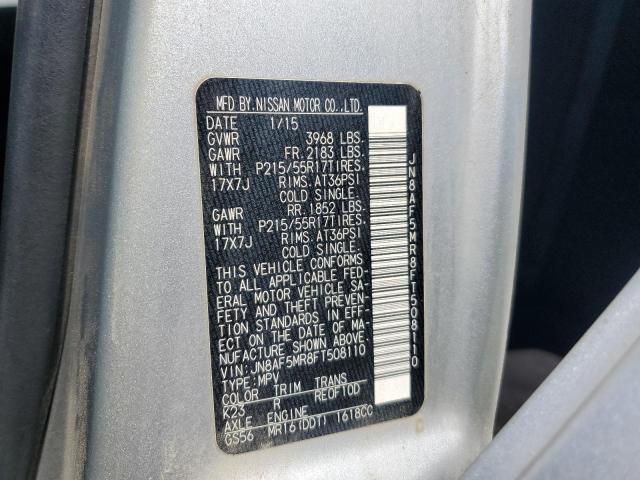 MFD BY NISSAN MOTOR CO.,LTD.
DATE 1/15
GVWR 3968 LBS.
GAWR FR. 2183 LBS.
WITH P215/55R17TIRES.
17X7J RIMS. AT36PSI
COLD SINGLE.
GAWR RR. 1852 LBS.
WITH P215/55R17TIRES.
17X7J RIMS. AT36PSI
COLD SINGLE.
THIS VEHICLE CONFORMS
TO ALL APPLICABLE FED-
ERAL MOTOR VEHICLE SA-
FETY AND THEFT PREVEN-
TION STANDARDS IN EFF-
ECT ON THE DATE OF MA-
NUFACTURE SHOWN ABOVE.
VIN: JN8AF5MR8FT508110
TYPE: MPV
COLOR TRIM TRANS
K23 R RE0F10D
AXLE ENGINE
GS56 MR16(DDT) 1618CC
JN8AF5MR8FT508110